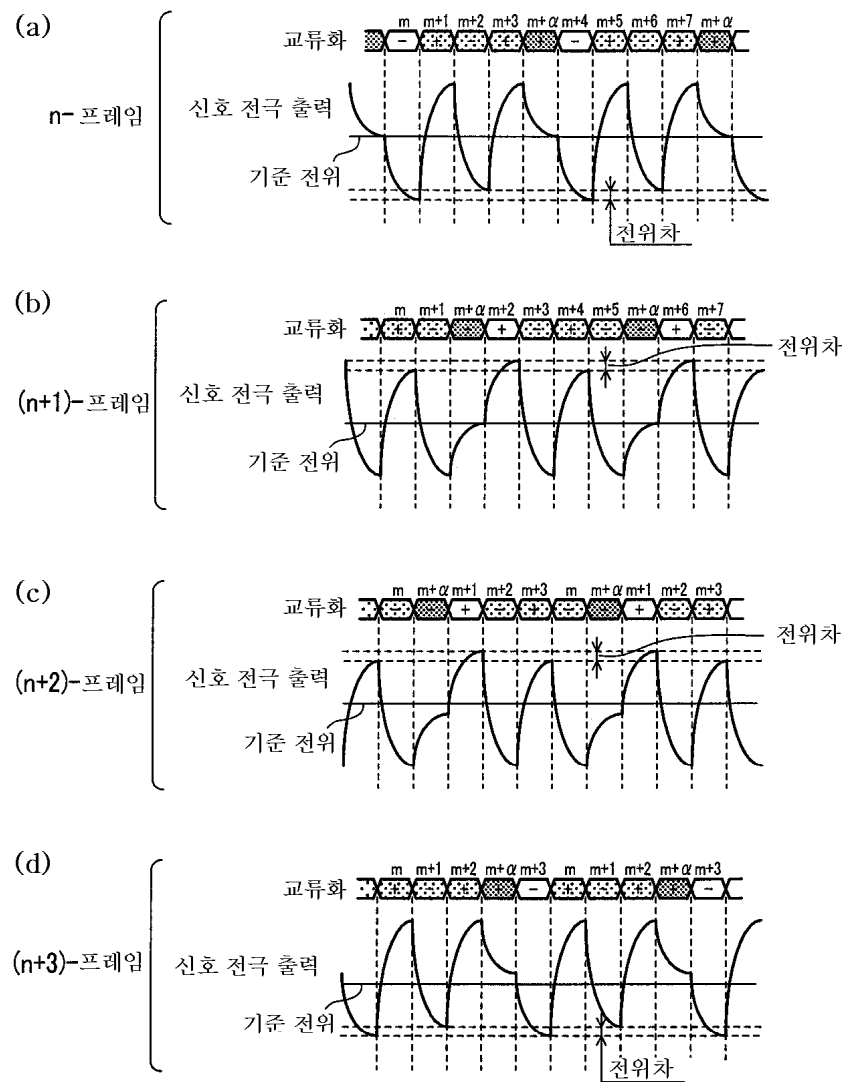 (a)
m m+1 m+2 m+3 m+α m+4 m+5 m+6 m+7 m+α
교류화 - + - + + - + - + +
n-프레임
신호 전극 출력
기준 전위
전위차
(b)
m m+1 m+α m+2 m+3 m+4 m+5 m+α m+6 m+7
교류화 + - - + - + - - + -
전위차
(n+1)-프레임
신호 전극 출력
기준 전위
(c)
m m+α m+1 m+2 m+3 m m+α m+1 m+2 m+3
교류화 - - + - + - - + - +
전위차
(n+2)-프레임
신호 전극 출력
기준 전위
(d)
m m+1 m+2 m+α m+3 m m+1 m+2 m+α m+3
교류화 + - + + - + - + + -
(n+3)-프레임
신호 전극 출력
기준 전위
전위차